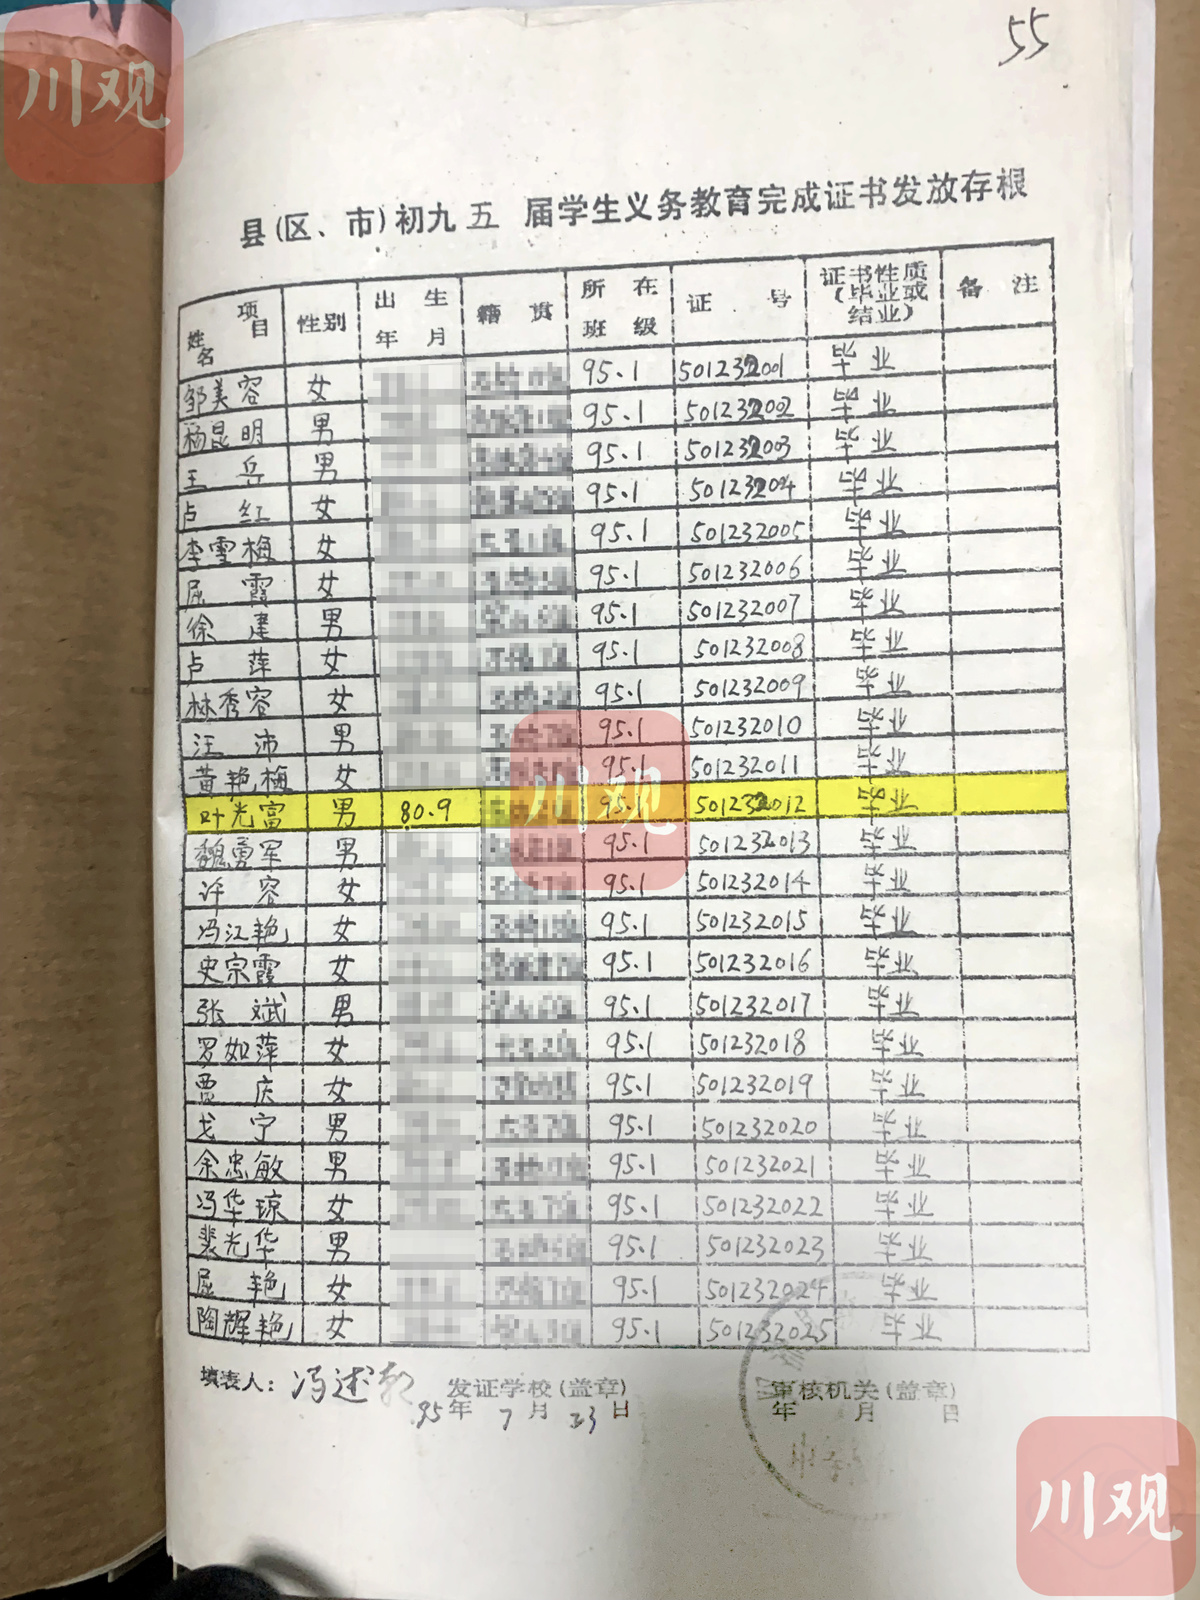 川观
55
县(区、市)初九五 届学生义务教育完成证书发放存根
项目 姓名 性别 出生年月 籍贯 所在班级 证号 证书性质(毕业或结业) 备注
邹美容 女 95.1 501232001 毕业
杨昆明 男 95.1 501232002 毕业
王岳 男 95.1 501232003 毕业
卢红 女 95.1 501232004 毕业
李雪梅 女 95.1 501232005 毕业
屈霞 女 95.1 501232006 毕业
徐建 男 95.1 501232007 毕业
卢萍 女 95.1 501232008 毕业
林秀容 女 95.1 501232009 毕业
汪沛 男 95.1 501232010 毕业
黄艳梅 女 95.1 501232011 毕业
叶光富 男 80.9 95.1 501232012 毕业
川观
魏勇军 男 95.1 501232013 毕业
许容 女 95.1 501232014 毕业
冯江艳 女 95.1 501232015 毕业
史宗霞 女 95.1 501232016 毕业
张斌 男 95.1 501232017 毕业
罗如萍 女 95.1 501232018 毕业
贾庆 女 95.1 501232019 毕业
戈宁 男 95.1 501232020 毕业
余忠敏 男 95.1 501232021 毕业
冯华琼 女 95.1 501232022 毕业
裴光华 男 95.1 501232023 毕业
屈艳 女 95.1 501232024 毕业
陶辉艳 女 95.1 501232025 毕业
填表人: 冯述 发证学校(盖章) 审核机关(盖章)
95年 7月 23日 年 月 日
川观